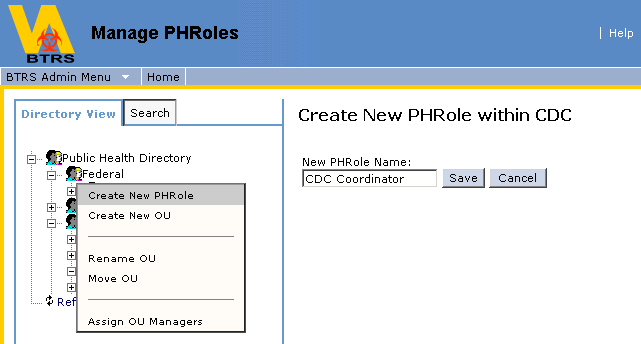 VA
BTRS
Manage PHRoles
| Help
BTRS Admin Menu
Home
Directory View
Search
Public Health Directory
Federal
Create New PHRole
Create New OU
Rename OU
Move OU
Assign OU Managers
Ref
Create New PHRole within CDC
New PHRole Name:
CDC Coordinator
Save
Cancel